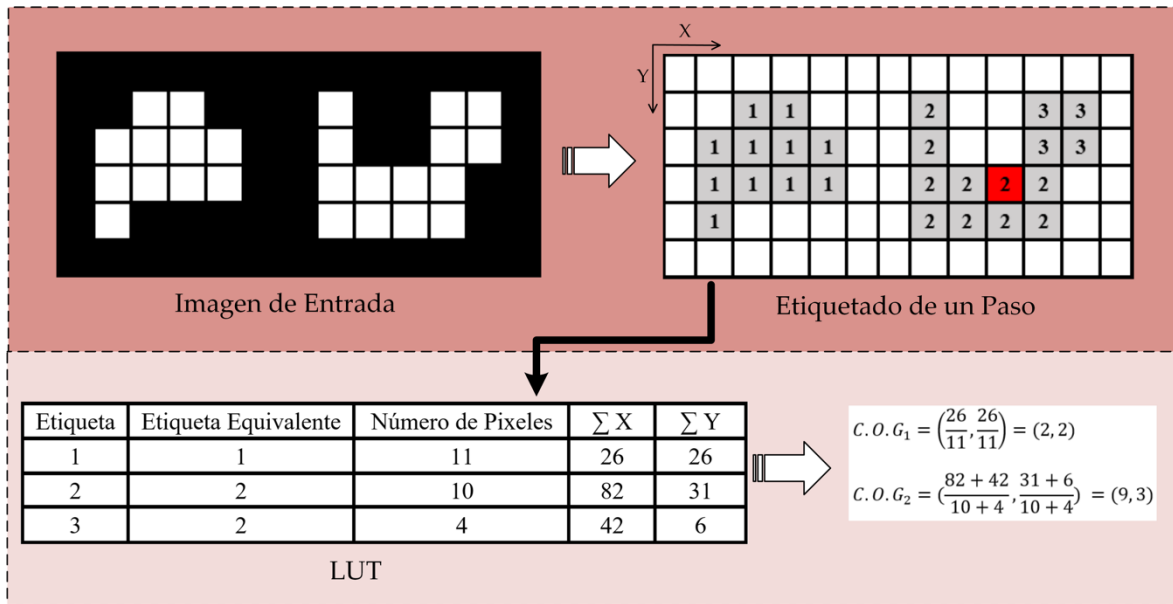 X
Y
1 1 2 3 3
1 1 1 1 2 3 3
1 1 1 1 2 2 2 2
1 2 2 2 2
Imagen de Entrada
Etiquetado de un Paso
Etiqueta Etiqueta Equivalente Número de Pixeles ∑ X ∑ Y
1 1 11 26 26
2 2 10 82 31
3 2 4 42 6
LUT
C.O.G₁ = (26/11, 26/11) = (2, 2)
C.O.G₂ = (82 + 42/10 + 4, 31 + 6/10 + 4) = (9, 3)